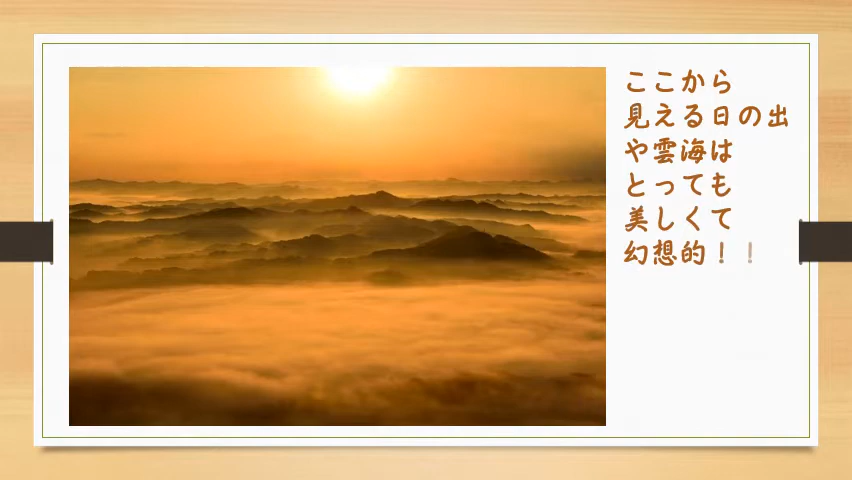 ここから
見える日の出
や雲海は
とっても
美しくて
幻想的！！